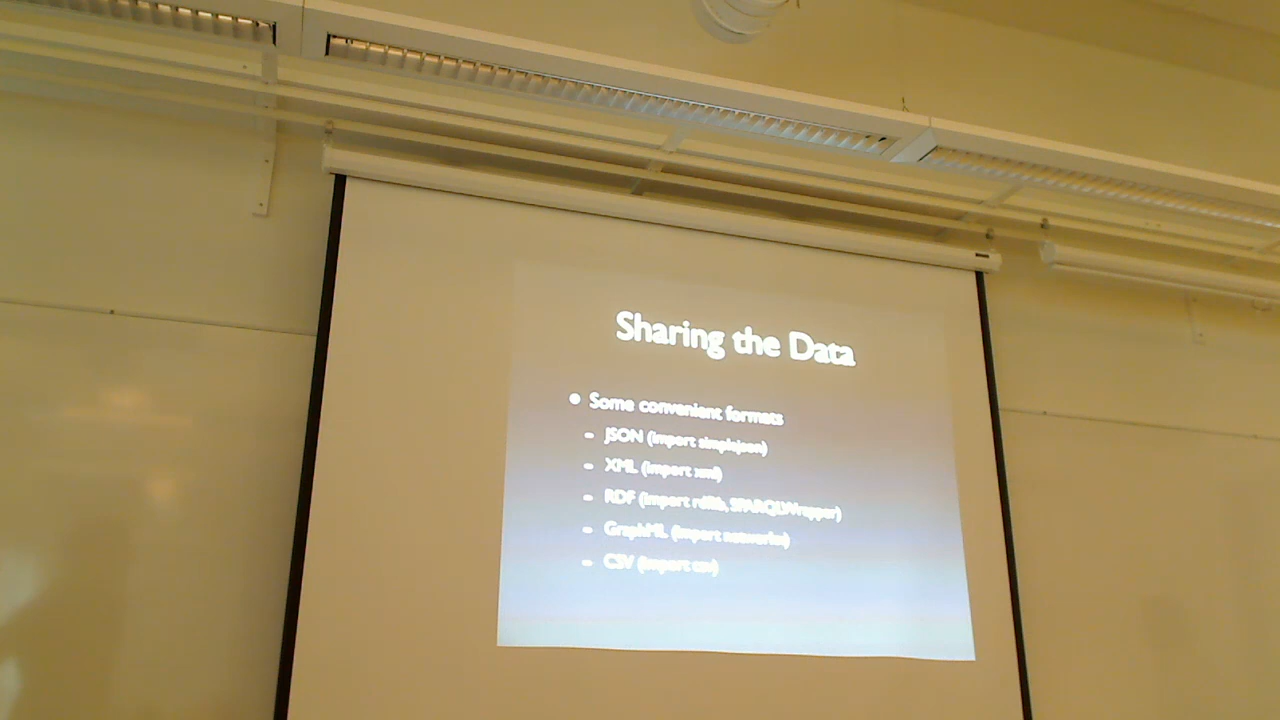 Sharing the Data
• Some convenient formats
– JSON (import simplejson)
– XML (import xml)
– RDF (import rdflib, SPARQLWrapper)
– GraphML (import networkx)
– CSV (import csv)